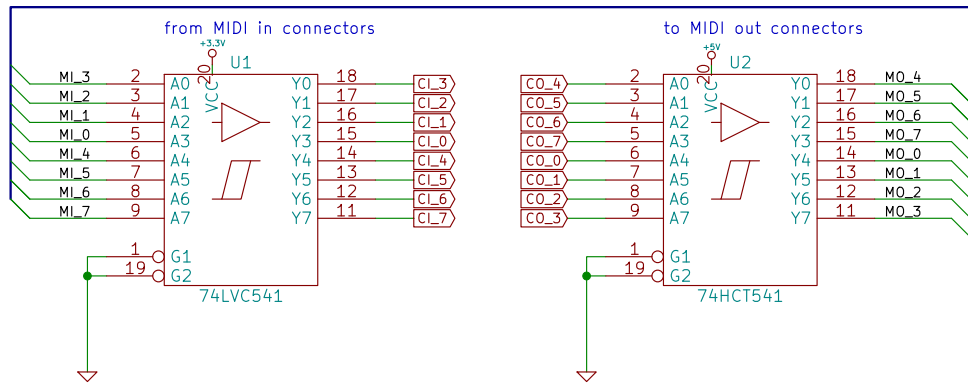 from MIDI in connectors
to MIDI out connectors
+3.3V
U1
+5V
U2
20
VCC
20
VCC
MI_3 2 A0 Y0 18 CI_3
MI_2 3 A1 Y1 17 CI_2
MI_1 4 A2 Y2 16 CI_1
MI_0 5 A3 Y3 15 CI_0
MI_4 6 A4 Y4 14 CI_4
MI_5 7 A5 Y5 13 CI_5
MI_6 8 A6 Y6 12 CI_6
MI_7 9 A7 Y7 11 CI_7
1 G1
19 G2
74LVC541
CO_4 2 A0 Y0 18 MO_4
CO_5 3 A1 Y1 17 MO_5
CO_6 4 A2 Y2 16 MO_6
CO_7 5 A3 Y3 15 MO_7
CO_0 6 A4 Y4 14 MO_0
CO_1 7 A5 Y5 13 MO_1
CO_2 8 A6 Y6 12 MO_2
CO_3 9 A7 Y7 11 MO_3
1 G1
19 G2
74HCT541